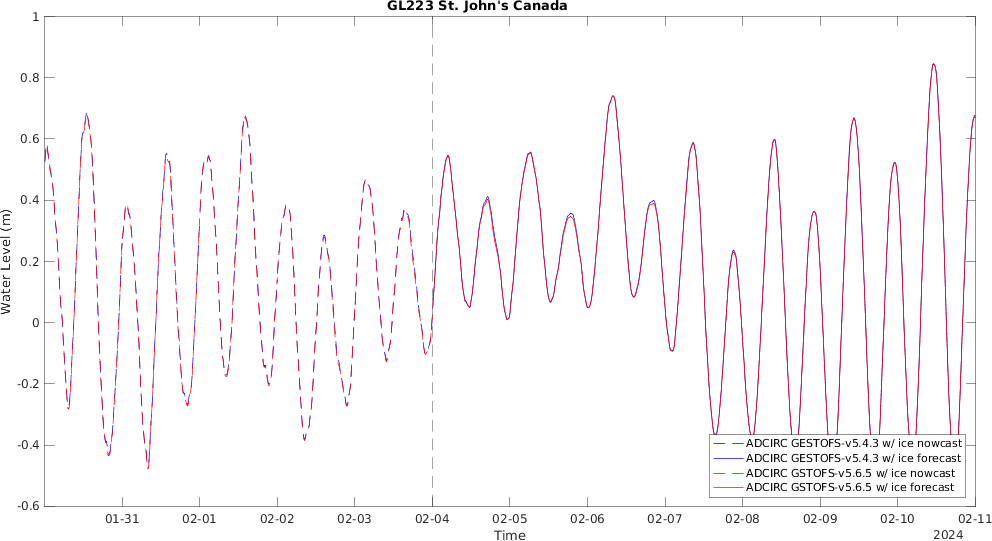 GL223 St. John's Canada
1
0.8
0.6
0.4
0.2
0
-0.2
-0.4
-0.6
Water Level (m)
ADCIRC GESTOFS-v5.4.3 w/ ice nowcast
ADCIRC GESTOFS-v5.4.3 w/ ice forecast
ADCIRC GSTOFS-v5.6.5 w/ ice nowcast
ADCIRC GSTOFS-v5.6.5 w/ ice forecast
01-31 02-01 02-02 02-03 02-04 02-05 02-06 02-07 02-08 02-09 02-10 02-11
Time
2024